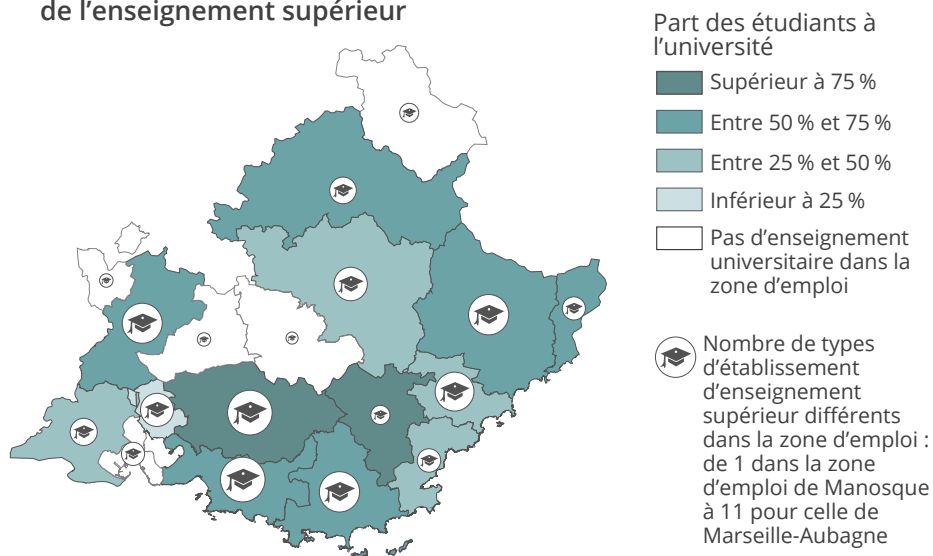 de l’enseignement supérieur
Part des étudiants à
l’université
Supérieur à 75 %
Entre 50 % et 75 %
Entre 25 % et 50 %
Inférieur à 25 %
Pas d’enseignement
universitaire dans la
zone d’emploi
Nombre de types
d’établissement
d’enseignement
supérieur différents
dans la zone d’emploi :
de 1 dans la zone
d’emploi de Manosque
à 11 pour celle de
Marseille-Aubagne